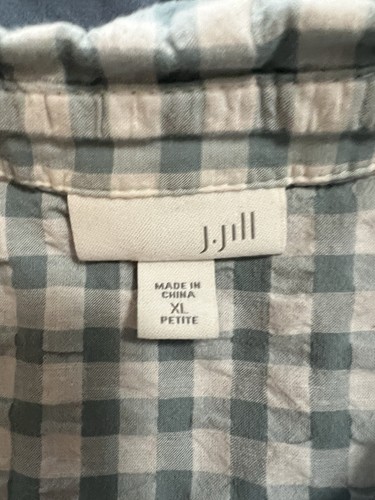 J.Jill
MADE IN
CHINA
XL
PETITE